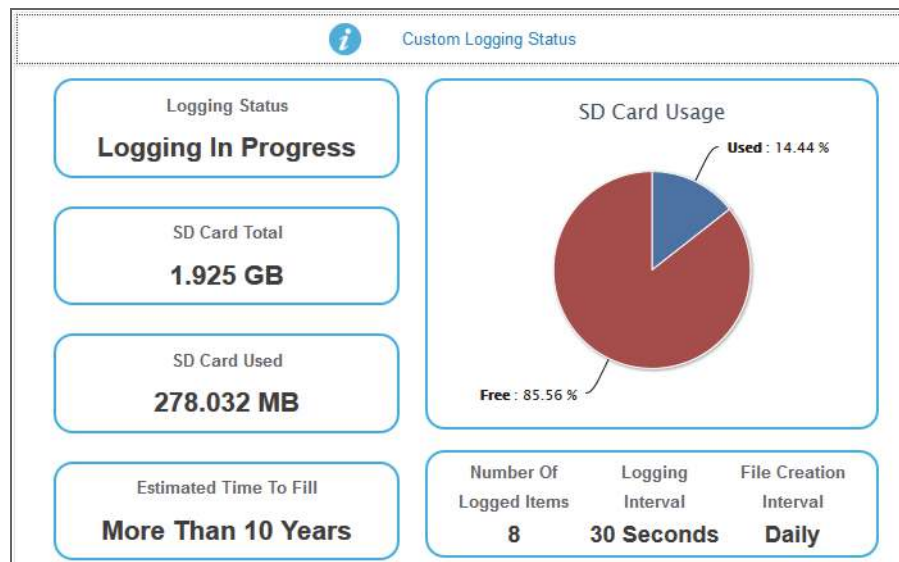 Custom Logging Status
Logging Status
Logging In Progress
SD Card Total
1.925 GB
SD Card Used
278.032 MB
Estimated Time To Fill
More Than 10 Years
SD Card Usage
Used : 14.44 %
Free : 85.56 %
Number Of
Logged Items
8
Logging
Interval
30 Seconds
File Creation
Interval
Daily